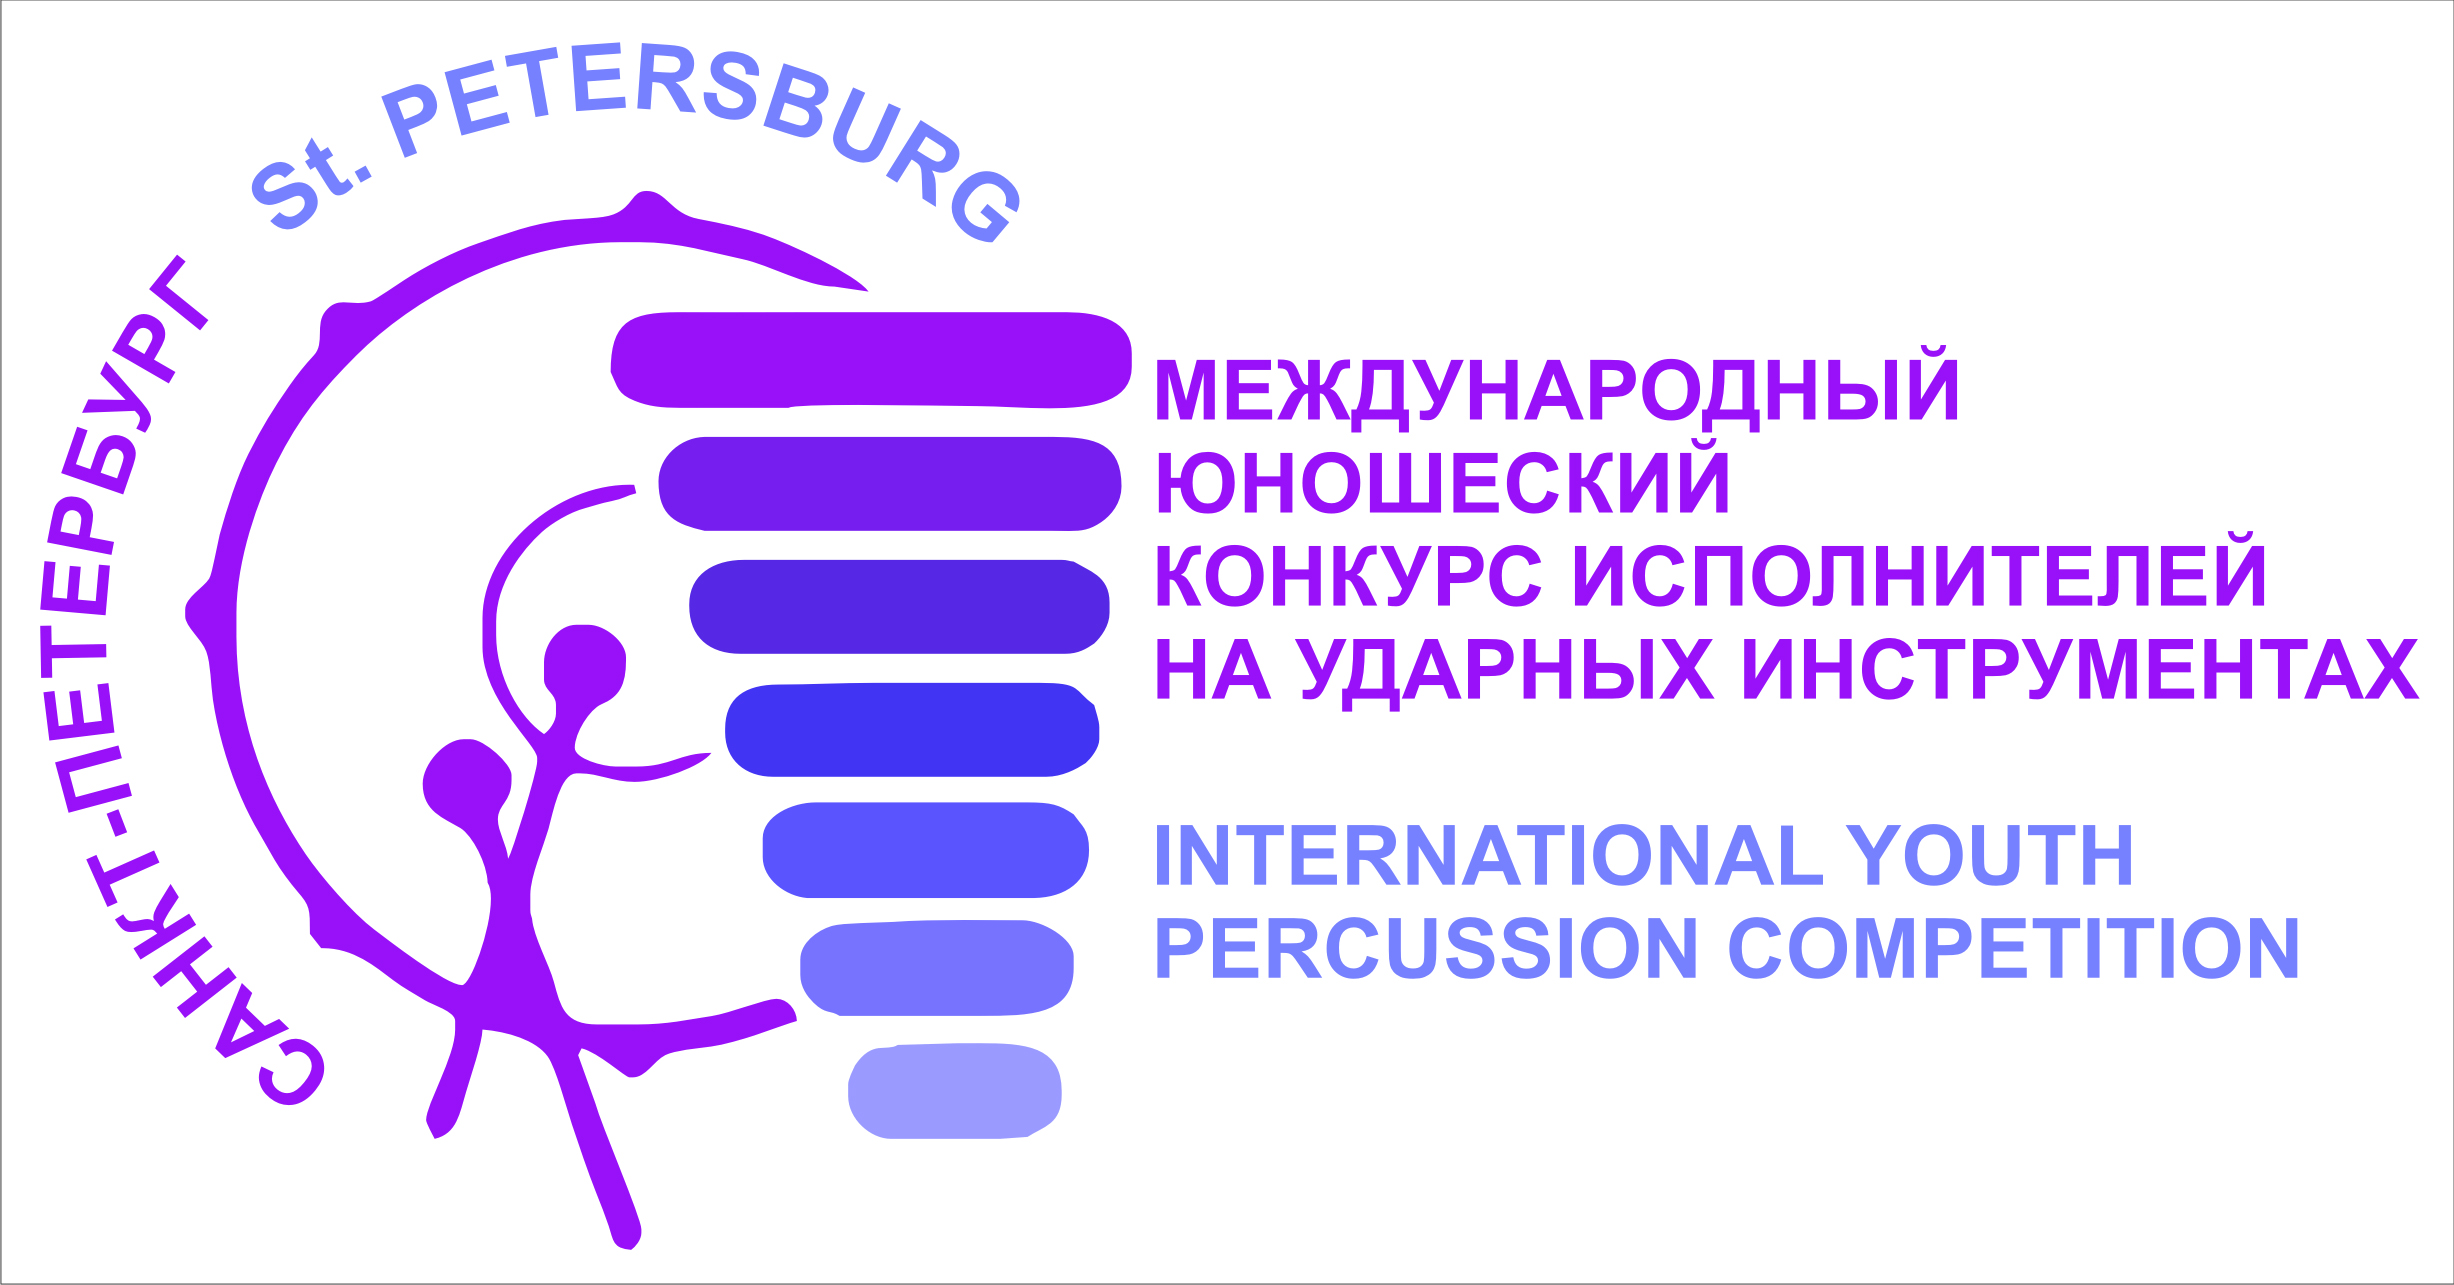 САНКТ-ПЕТЕРБУРГ
St. PETERSBURG
МЕЖДУНАРОДНЫЙ
ЮНОШЕСКИЙ
КОНКУРС ИСПОЛНИТЕЛЕЙ
НА УДАРНЫХ ИНСТРУМЕНТАХ
INTERNATIONAL YOUTH
PERCUSSION COMPETITION